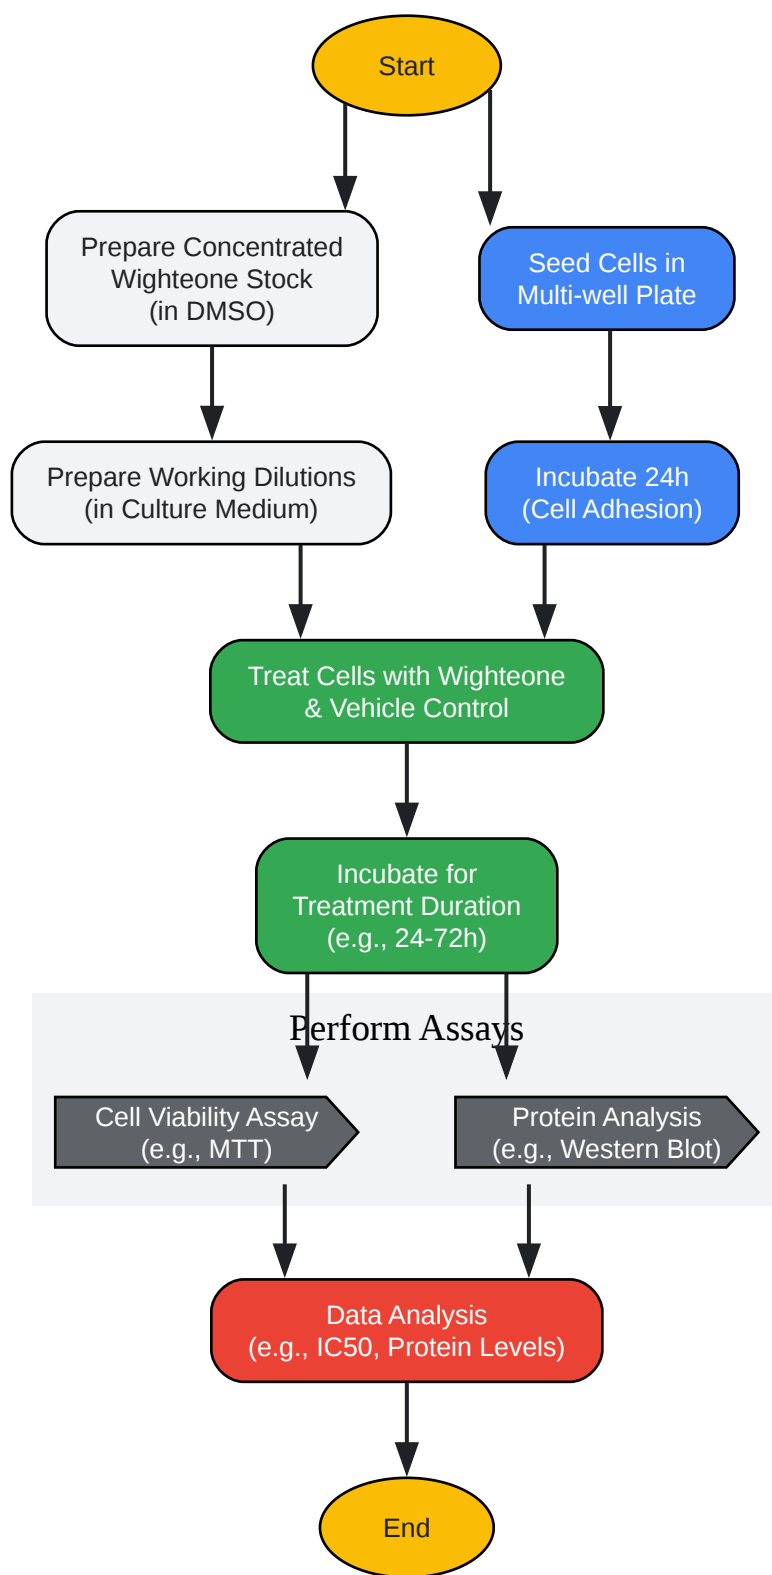 Start
Prepare Concentrated
Wighteone Stock
(in DMSO)
Seed Cells in
Multi-well Plate
Prepare Working Dilutions
(in Culture Medium)
Incubate 24h
(Cell Adhesion)
Treat Cells with Wighteone
& Vehicle Control
Incubate for
Treatment Duration
(e.g., 24-72h)
Perform Assays
Cell Viability Assay
(e.g., MTT)
Protein Analysis
(e.g., Western Blot)
Data Analysis
(e.g., IC50, Protein Levels)
End